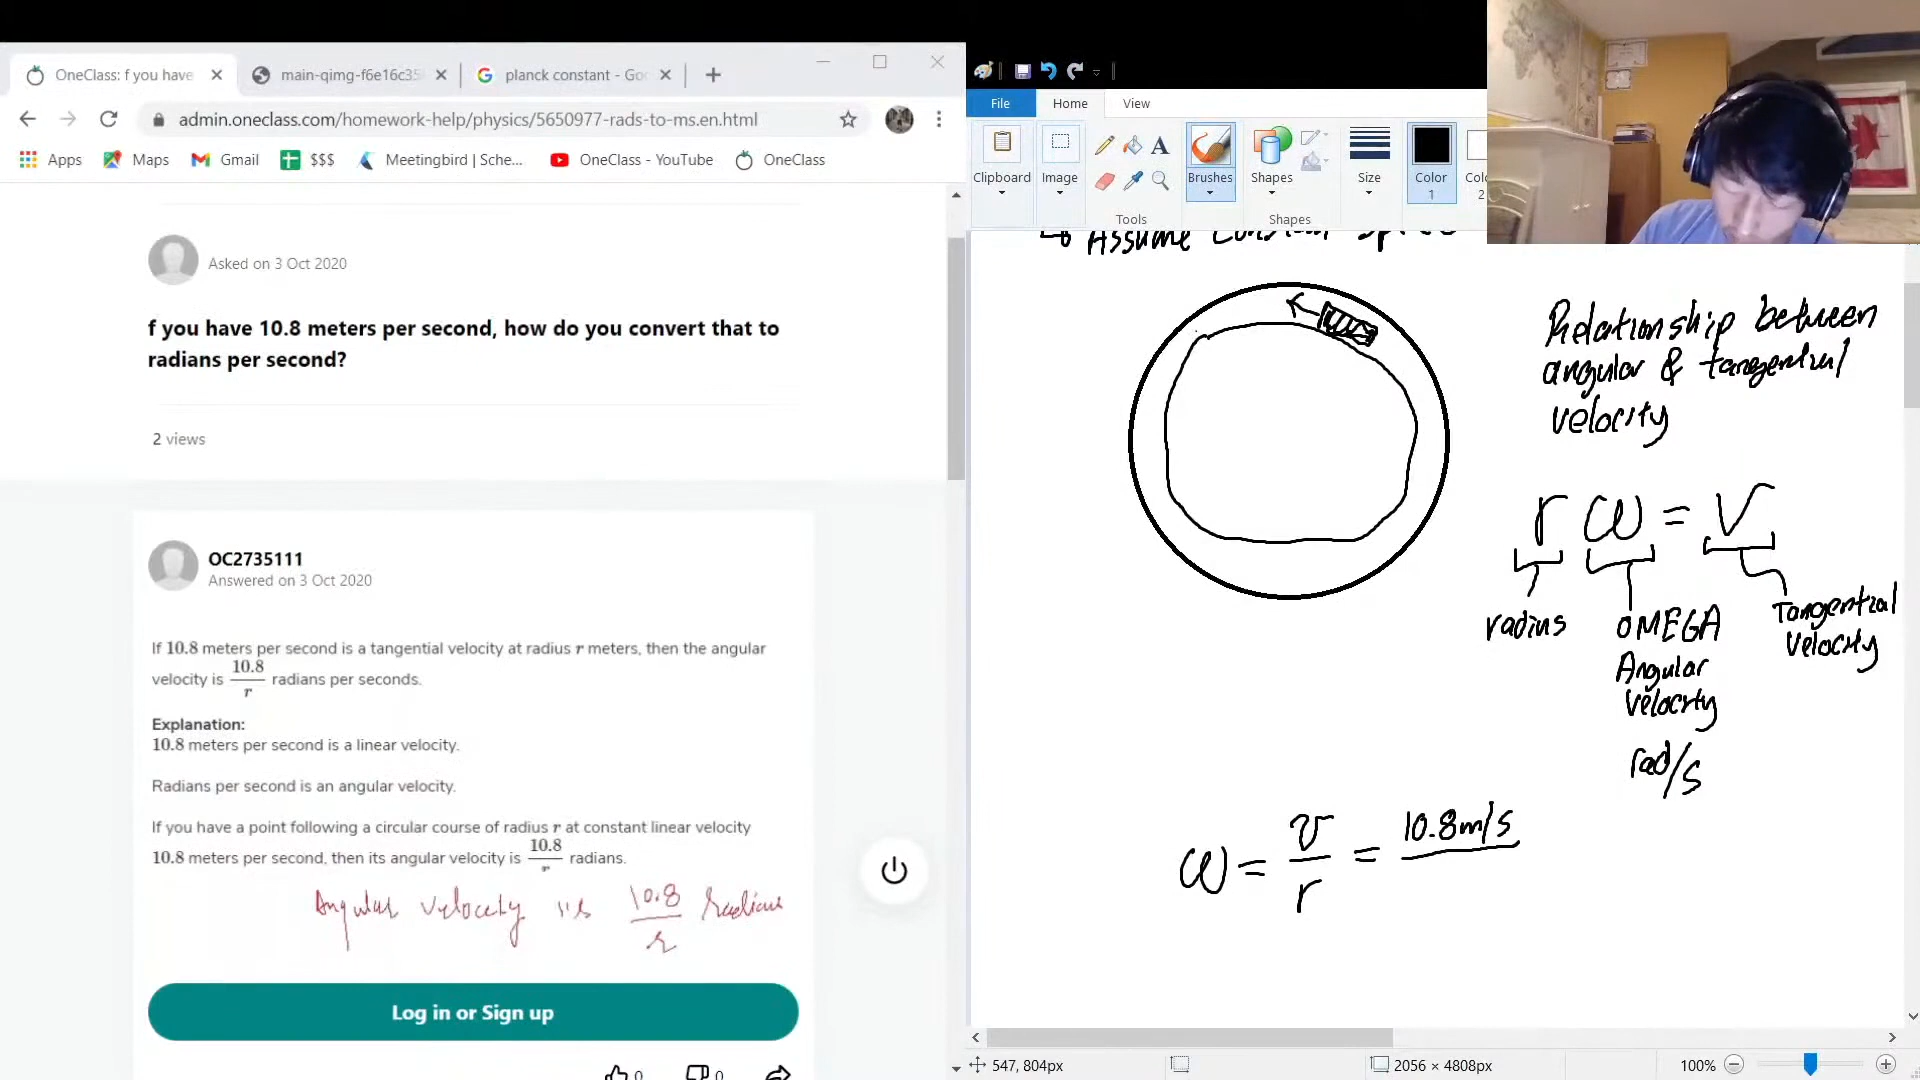 OneClass: f you have
main-qimg-f6e16c35
planck constant - Goo
admin.oneclass.com/homework-help/physics/5650977-rads-to-ms.en.html
Apps
Maps
Gmail
$$$
Meetingbird | Sche...
OneClass - YouTube
OneClass
Asked on 3 Oct 2020
f you have 10.8 meters per second, how do you convert that to
radians per second?
2 views
OC2735111
Answered on 3 Oct 2020
If 10.8 meters per second is a tangential velocity at radius r meters, then the angular
velocity is 10.8/r radians per seconds.
Explanation:
10.8 meters per second is a linear velocity.
Radians per second is an angular velocity.
If you have a point following a circular course of radius r at constant linear velocity
10.8 meters per second, then its angular velocity is 10.8/r radians.
Angular velocity is 10.8/r radians
Log in or Sign up
0
0
File
Home
View
Clipboard
Image
Tools
Brushes
Shapes
Shapes
Size
Color
1
Co
2
Assume Constant
Relationship between
angular & tangential
velocity
r ω = V
radius
OMEGA
Angular
velocity
rad/s
Tangential
Velocity
ω = v/r = 10.8m/s
547, 804px
2056 × 4808px
100%